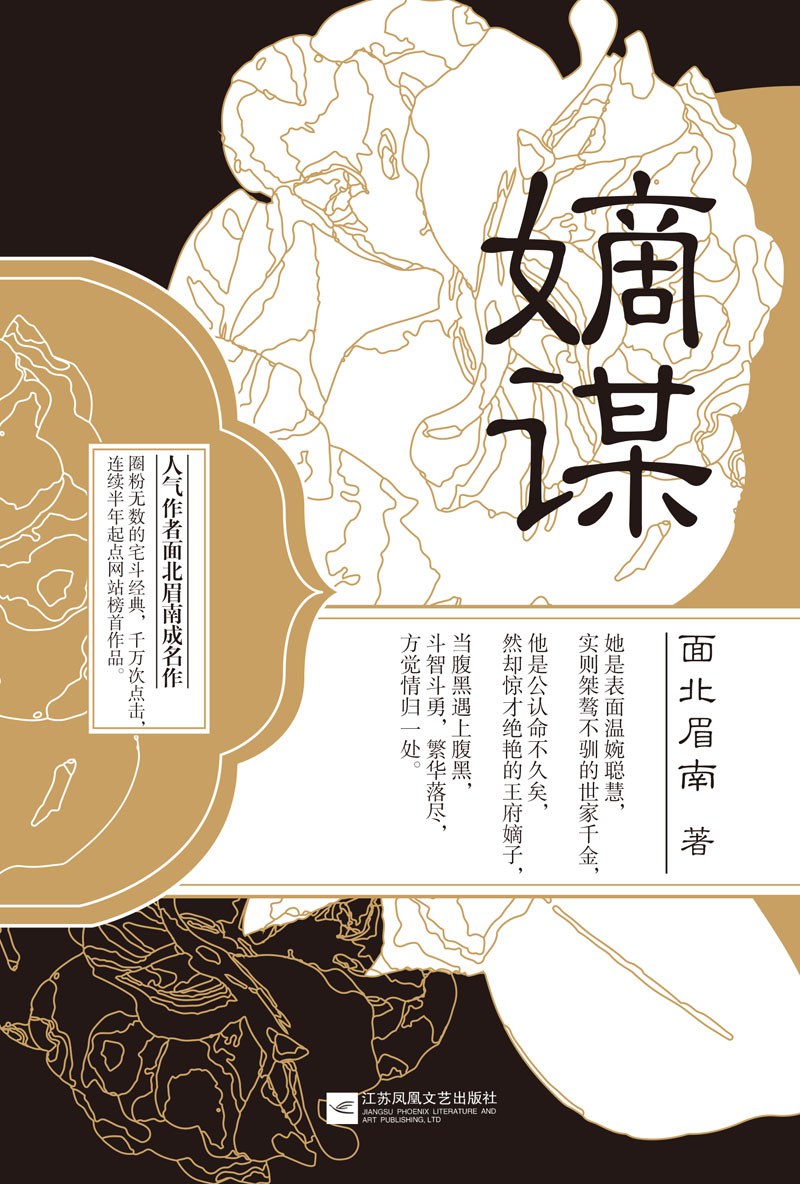 嫡谋
面北眉南 著
她是表面温婉聪慧，
实则桀骜不驯的世家千金，
他是公认命不久矣，
然却惊才绝艳的王府嫡子，
当腹黑遇上腹黑，
斗智斗勇，繁华落尽，
方觉情归一处。
人气作者面北眉南成名作
圈粉无数的宅斗经典，千万次点击，
连续半年起点网站榜首作品。
江苏凤凰文艺出版社
JIANGSU PHOENIX LITERATURE AND
ART PUBLISHING, LTD